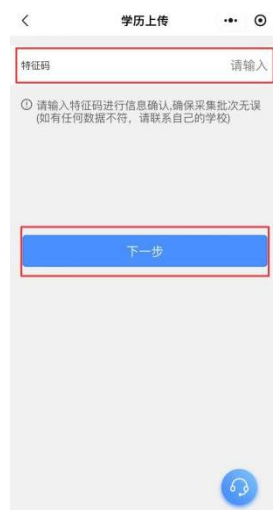 学历上传
特征码 请输入
请输入特征码进行信息确认,确保采集批次无误
(如有任何数据不符，请联系自己的学校)
下一步